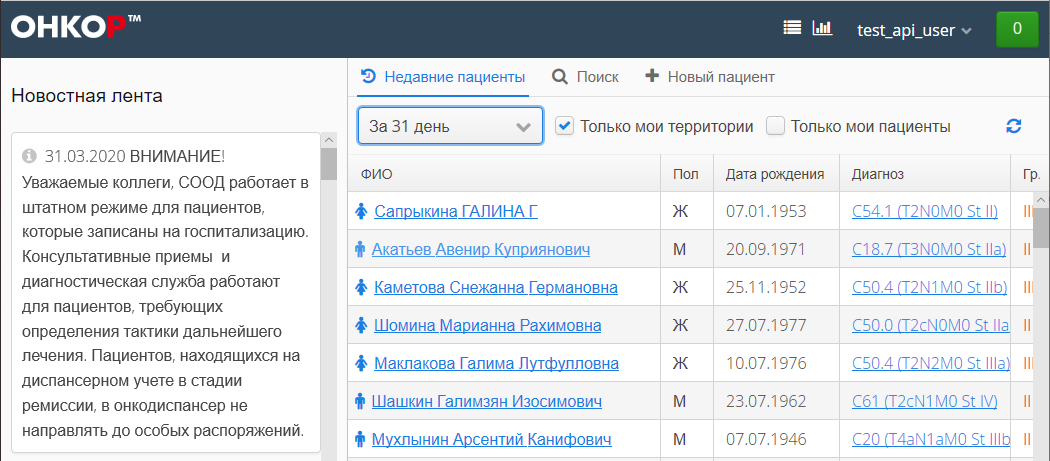 ОНКОР™
test_api_user
0
Новостная лента
31.03.2020 ВНИМАНИЕ!
Уважаемые коллеги, СООД работает в
штатном режиме для пациентов,
которые записаны на госпитализацию.
Консультативные приемы и
диагностическая служба работают
для пациентов, требующих
определения тактики дальнейшего
лечения. Пациентов, находящихся на
диспансерном учете в стадии
ремиссии, в онкодиспансер не
направлять до особых распоряжений.
Недавние пациенты Поиск Новый пациент
За 31 день Только мои территории Только мои пациенты
ФИО Пол Дата рождения Диагноз Гр.
Сапрыкина ГАЛИНА Г Ж 07.01.1953 C54.1 (T2N0M0 St II) III
Акатьев Авенир Куприянович М 20.09.1971 C18.7 (T3N0M0 St IIa) II
Каметова Снежанна Германовна Ж 25.11.1952 C50.4 (T2N1M0 St IIb) III
Шомина Марианна Рахимовна Ж 27.07.1977 C50.0 (T2cN0M0 St IIa II
Маклакова Галима Лутфулловна Ж 10.07.1976 C50.4 (T2N2M0 St IIIa) III
Шашкин Галимзян Изосимович М 23.07.1962 C61 (T2cN1M0 St IV) II
Мухлынин Арсентий Канифович М 07.07.1946 C20 (T4aN1aM0 St IIIb II